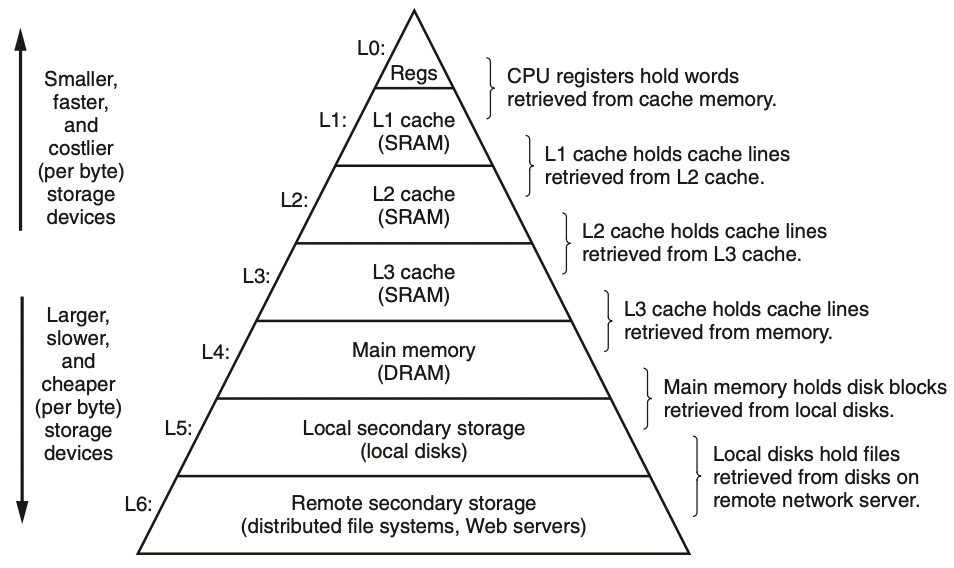 L0:
Regs
CPU registers hold words
retrieved from cache memory.
Smaller,
faster,
and
costlier
(per byte)
storage
devices
L1:
L1 cache
(SRAM)
L1 cache holds cache lines
retrieved from L2 cache.
L2:
L2 cache
(SRAM)
L2 cache holds cache lines
retrieved from L3 cache.
L3:
L3 cache
(SRAM)
L3 cache holds cache lines
retrieved from memory.
Larger,
slower,
and
cheaper
(per byte)
storage
devices
L4:
Main memory
(DRAM)
Main memory holds disk blocks
retrieved from local disks.
L5:
Local secondary storage
(local disks)
Local disks hold files
retrieved from disks on
remote network server.
L6:
Remote secondary storage
(distributed file systems, Web servers)